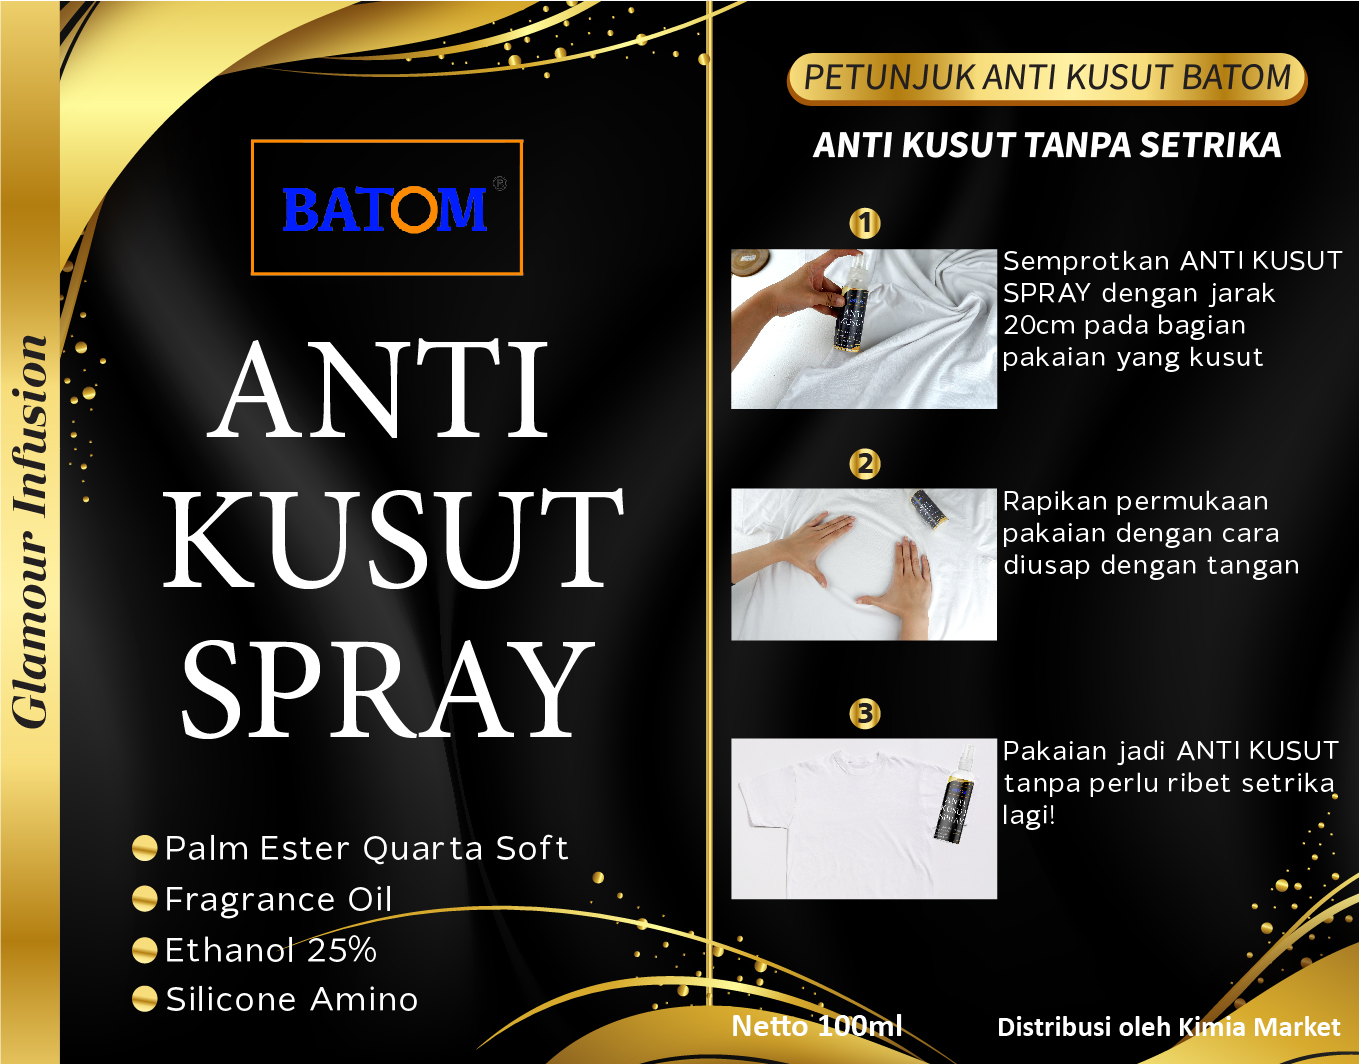 Glamour Infusion
BATOM®
ANTI
KUSUT
SPRAY
Palm Ester Quarta Soft
Fragrance Oil
Ethanol 25%
Silicone Amino
PETUNJUK ANTI KUSUT BATOM
ANTI KUSUT TANPA SETRIKA
1
Semprotkan ANTI KUSUT
SPRAY dengan jarak
20cm pada bagian
pakaian yang kusut
2
Rapikan permukaan
pakaian dengan cara
diusap dengan tangan
3
ANTI
KUSUT
SPRAY
Pakaian jadi ANTI KUSUT
tanpa perlu ribet setrika
lagi!
Netto 100ml
Distribusi oleh Kimia Market